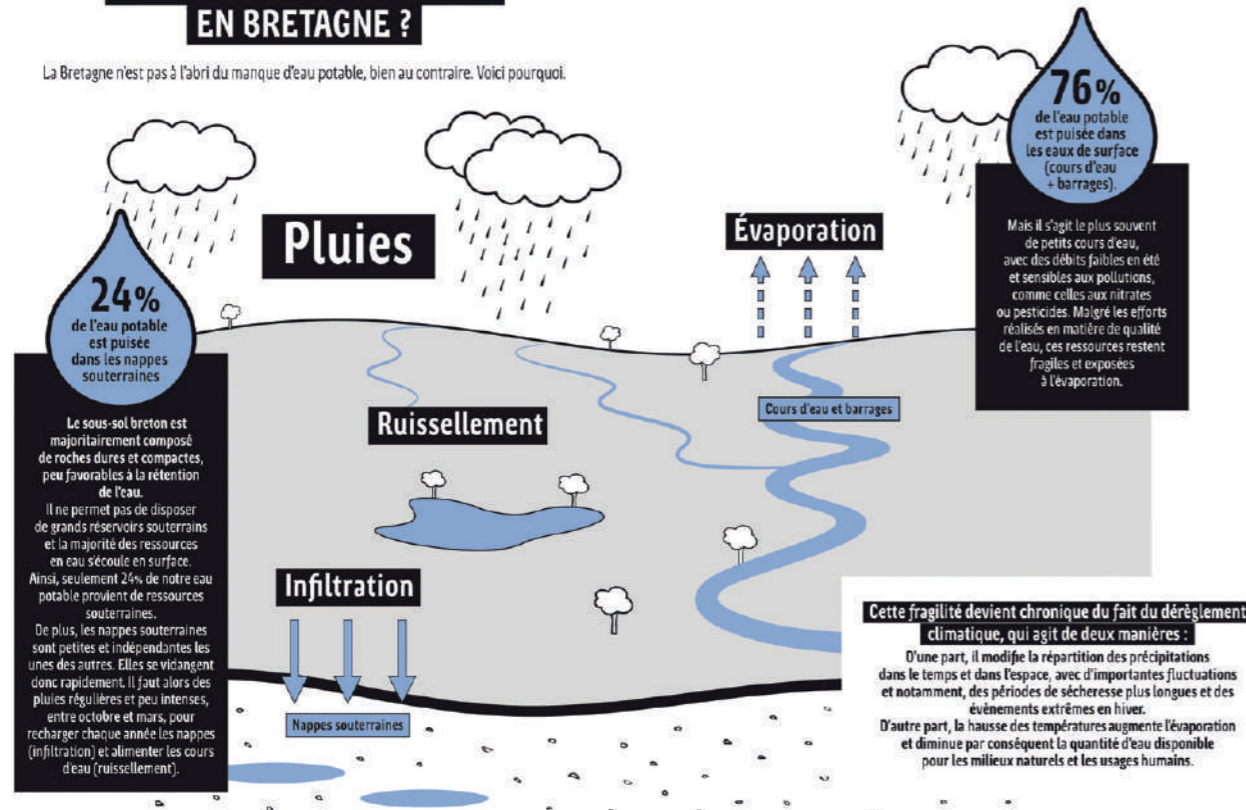 EN BRETAGNE ?
La Bretagne n'est pas à l'abri du manque d'eau potable, bien au contraire. Voici pourquoi.
76%
de l'eau potable
est puisée dans
les eaux de surface
(cours d'eau
+ barrages).
Mais il s'agit le plus souvent
de petits cours d'eau,
avec des débits faibles en été
et sensibles aux pollutions,
comme celles aux nitrates
ou pesticides. Malgré les efforts
réalisés en matière de qualité
de l'eau, ces ressources restent
fragiles et exposées
à l'évaporation.
Pluies
Évaporation
24%
de l'eau potable
est puisée
dans les nappes
souterraines
Le sous-sol breton est
majoritairement composé
de roches dures et compactes,
peu favorables à la rétention
de l'eau.
Il ne permet pas de disposer
de grands réservoirs souterrains
et la majorité des ressources
en eau s'écoule en surface.
Ainsi, seulement 24% de notre eau
potable provient de ressources
souterraines.
De plus, les nappes souterraines
sont petites et indépendantes les
unes des autres. Elles se vidangent
donc rapidement. Il faut alors des
pluies régulières et peu intenses,
entre octobre et mars, pour
recharger chaque année les nappes
(infiltration) et alimenter les cours
d'eau (ruissellement).
Cours d'eau et barrages
Ruissellement
Infiltration
Nappes souterraines
Cette fragilité devient chronique du fait du dérèglement
climatique, qui agit de deux manières :
D'une part, il modifie la répartition des précipitations
dans le temps et dans l'espace, avec d'importantes fluctuations
et notamment, des périodes de sécheresse plus longues et des
évènements extrêmes en hiver.
D'autre part, la hausse des températures augmente l'évaporation
et diminue par conséquent la quantité d'eau disponible
pour les milieux naturels et les usages humains.